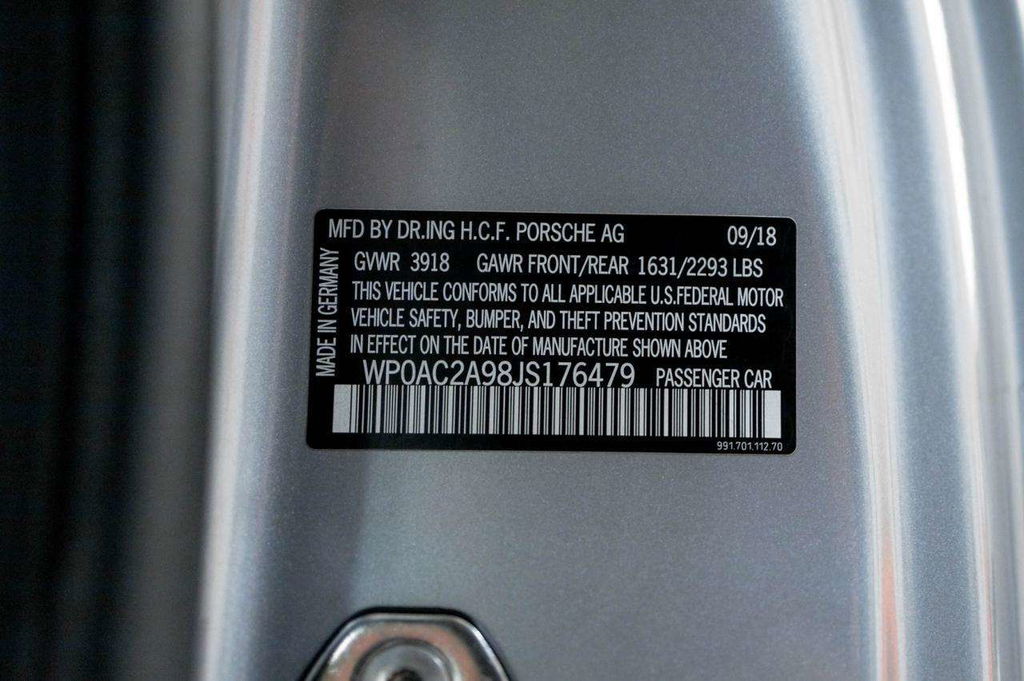 MFD BY DR.ING H.C.F. PORSCHE AG 09/18
MADE IN GERMANY
GVWR 3918 GAWR FRONT/REAR 1631/2293 LBS
THIS VEHICLE CONFORMS TO ALL APPLICABLE U.S.FEDERAL MOTOR
VEHICLE SAFETY, BUMPER, AND THEFT PREVENTION STANDARDS
IN EFFECT ON THE DATE OF MANUFACTURE SHOWN ABOVE
WP0AC2A98JS176479 PASSENGER CAR
991.701.112.70